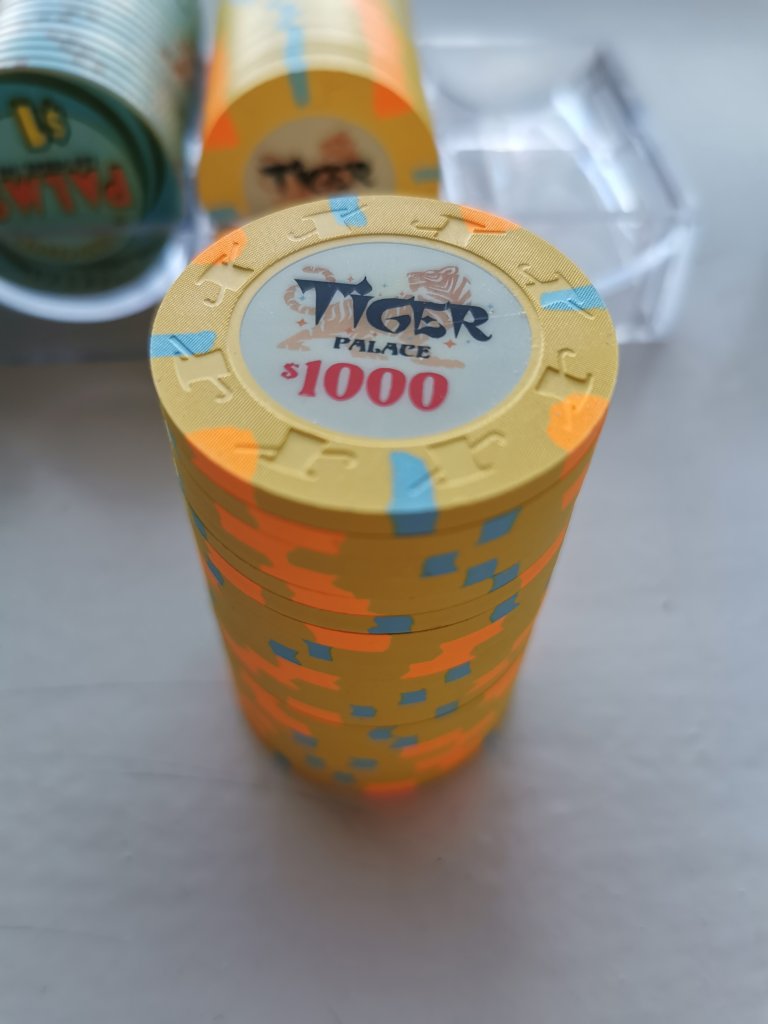 $1
PALMS
TIGER
TiGER
PALACE
$1000